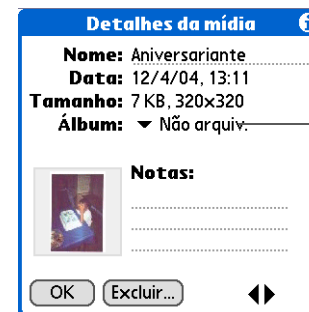 Detalhes da mídia
Nome: Aniversariante
Data: 12/4/04, 13:11
Tamanho: 7 KB, 320x320
Álbum: Não arquiv.
Notas:
OK Excluir...